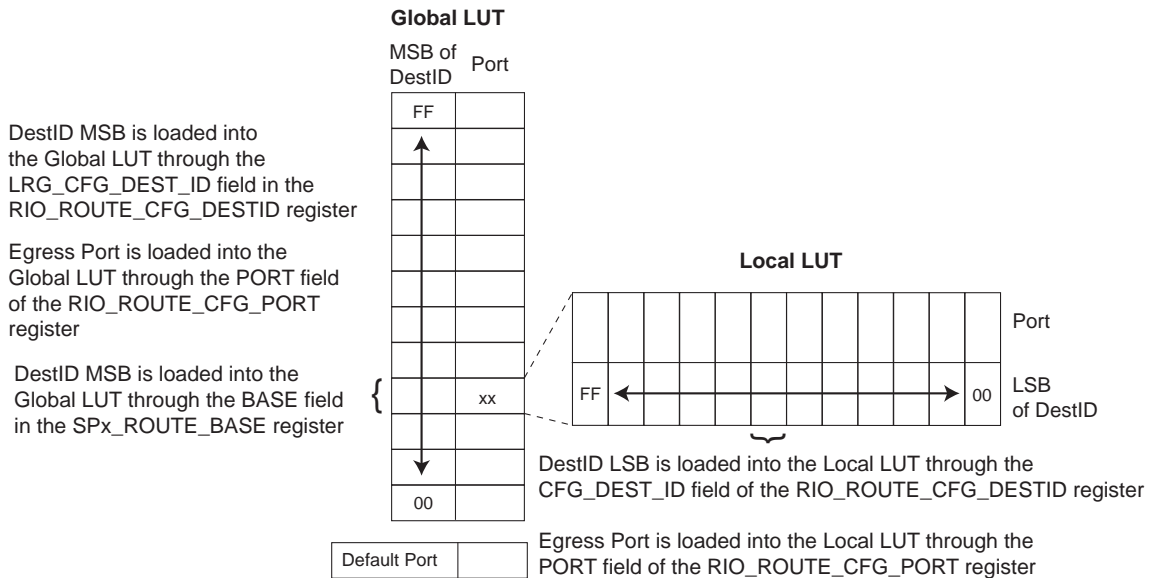 Global LUT
MSB of
DestID
Port
FF
DestID MSB is loaded into
the Global LUT through the
LRG_CFG_DEST_ID field in the
RIO_ROUTE_CFG_DESTID register
Egress Port is loaded into the
Global LUT through the PORT field
of the RIO_ROUTE_CFG_PORT
register
DestID MSB is loaded into the
Global LUT through the BASE field
in the SPx_ROUTE_BASE register
{
xx
00
Default Port
Local LUT
Port
FF
00
LSB
of DestID
DestID LSB is loaded into the Local LUT through the
CFG_DEST_ID field of the RIO_ROUTE_CFG_DESTID register
Egress Port is loaded into the Local LUT through the
PORT field of the RIO_ROUTE_CFG_PORT register